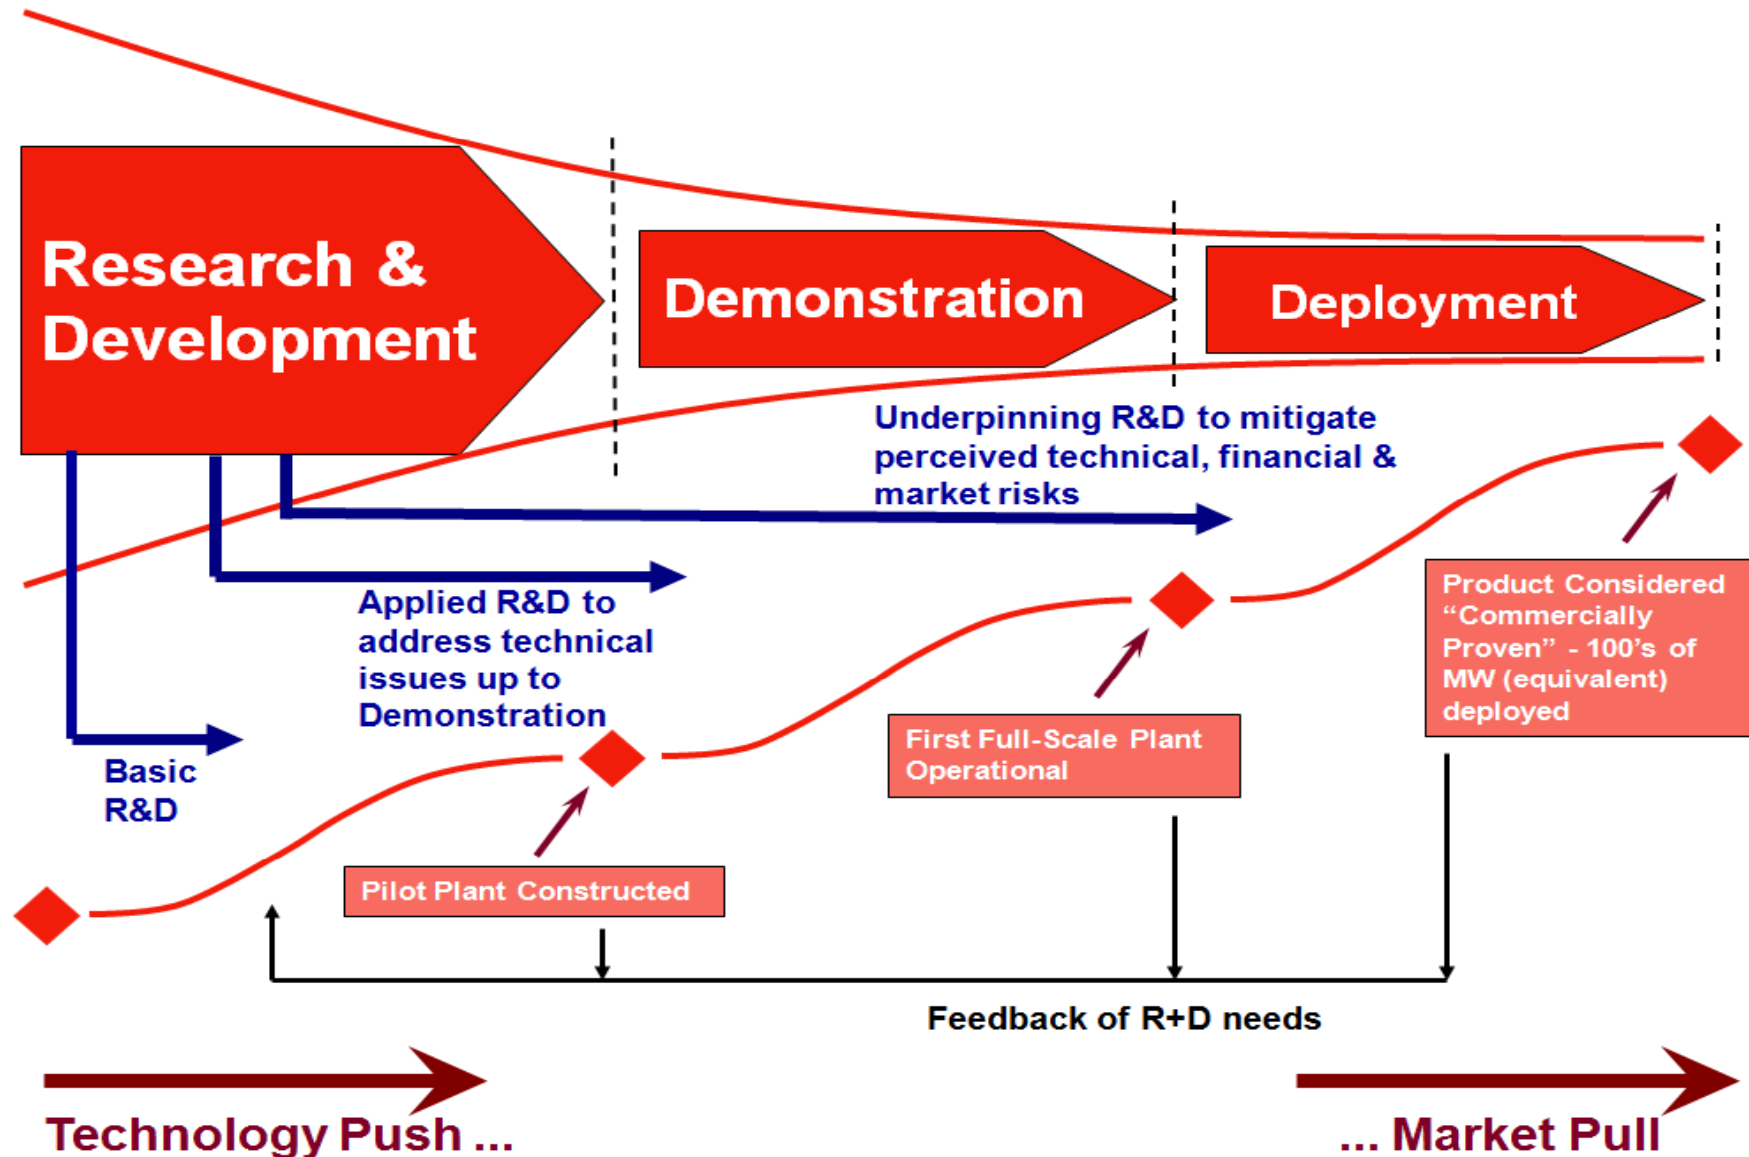 Research &
Development
Demonstration
Deployment
Underpinning R&D to mitigate
perceived technical, financial &
market risks
Applied R&D to
address technical
issues up to
Demonstration
Basic
R&D
Product Considered
“Commercially
Proven” - 100’s of
MW (equivalent)
deployed
First Full-Scale Plant
Operational
Pilot Plant Constructed
Feedback of R+D needs
Technology Push ...
... Market Pull